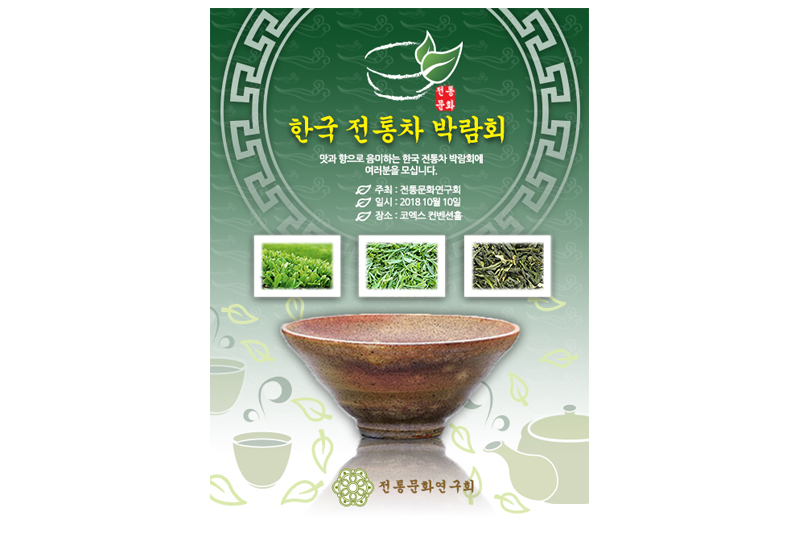 전통
문화
한국 전통차 박람회
맛과 향으로 음미하는 한국 전통차 박람회에
여러분을 모십니다.
주최 : 전통문화연구회
일시 : 2018 10월 10일
장소 : 코엑스 컨벤션홀
전통문화연구회